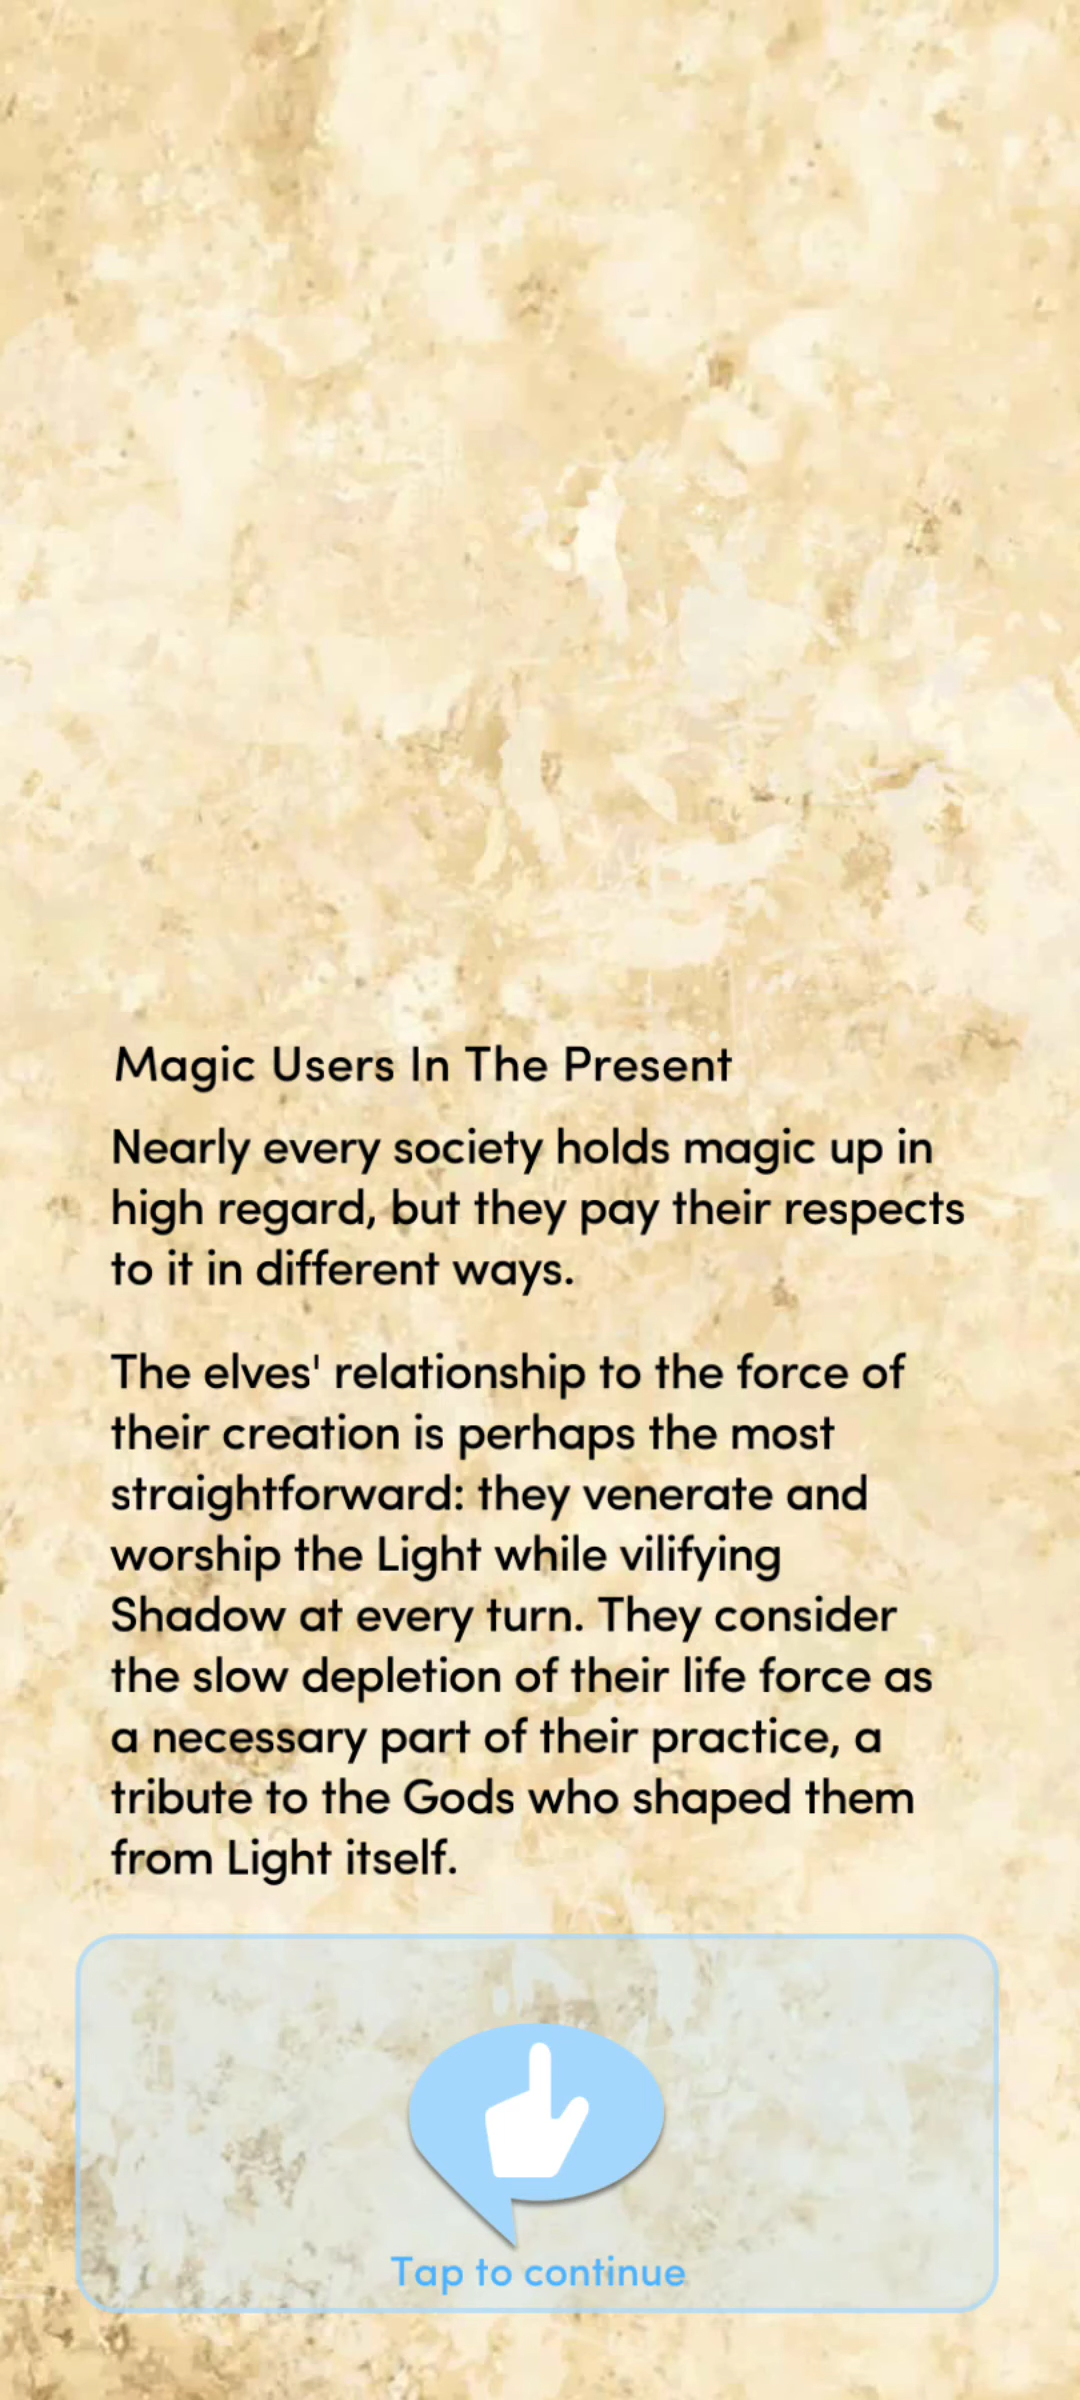 Magic Users In The Present
Nearly every society holds magic up in
high regard, but they pay their respects
to it in different ways.
The elves' relationship to the force of
their creation is perhaps the most
straightforward: they venerate and
worship the Light while vilifying
Shadow at every turn. They consider
the slow depletion of their life force as
a necessary part of their practice, a
tribute to the Gods who shaped them
from Light itself.
Tap to continue